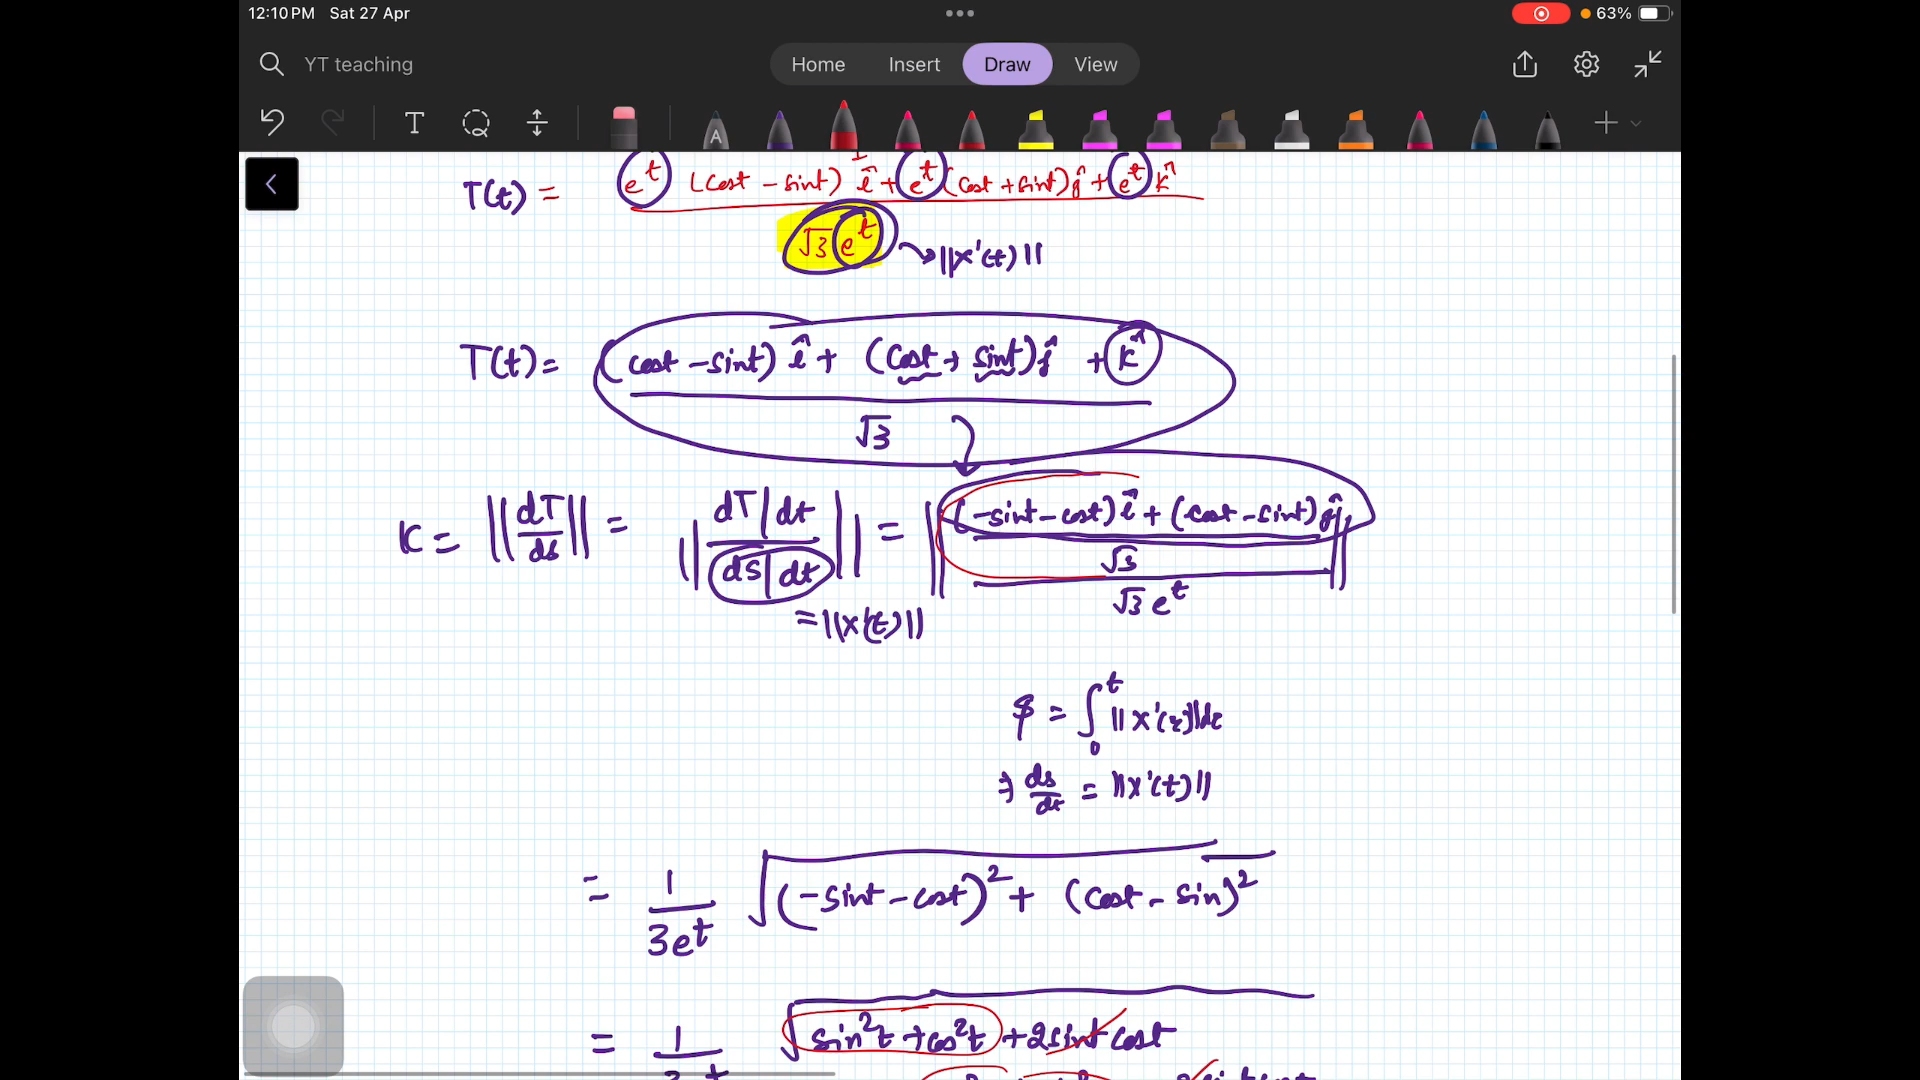 12:10 PM Sat 27 Apr
63%
YT teaching
Home Insert Draw View
T
A
T(t) = e^t (cost - sint) î + e^t (cost + sint) ĵ + e^t k̂
√3 e^t → ||x'(t)||
T(t) = (cost - sint) î + (cost + sint) ĵ + k̂
√3
K = ||dT/ds|| = ||dT|dt / ds|dt|| = ||(-sint - cost) î + (cost - sint) ĵ
√3
√3 e^t||
= ||x'(t)||
s = ∫₀^t ||x'(τ)||dτ
⇒ ds/dt = ||x'(t)||
= 1/3e^t √(-sint - cost)² + (cost - sin)²
= 1 √sin²t + cos²t + 2sint cost